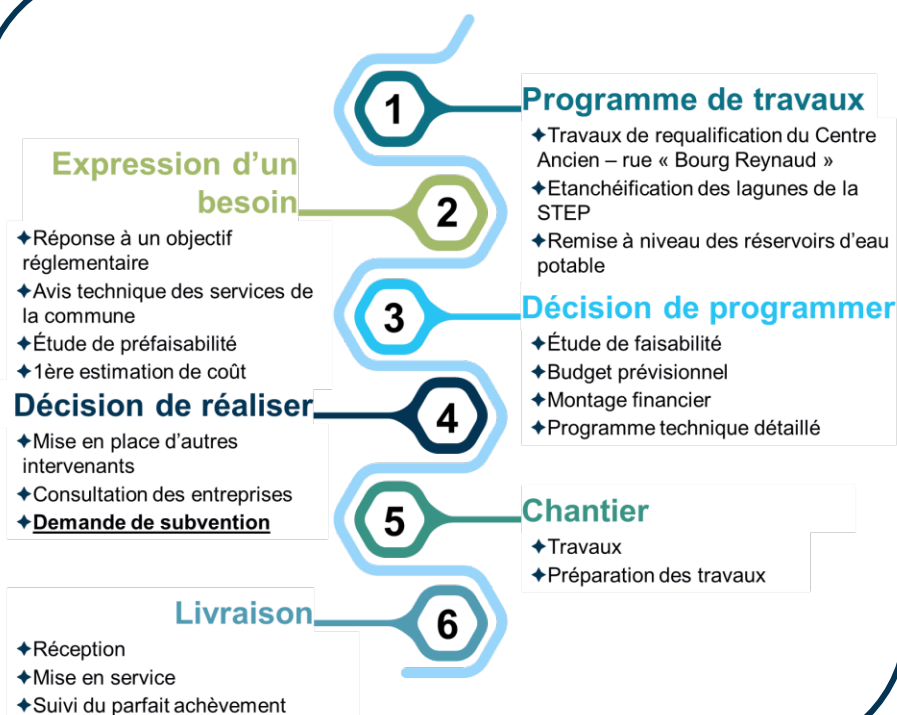 1
Programme de travaux
✦Travaux de requalification du Centre
Ancien – rue « Bourg Reynaud »
✦Etanchéification des lagunes de la
STEP
✦Remise à niveau des réservoirs d'eau
potable
2
Expression d'un
besoin
✦Réponse à un objectif
réglementaire
✦Avis technique des services de
la commune
✦Étude de préfaisabilité
✦1ère estimation de coût
3
Décision de programmer
✦Étude de faisabilité
✦Budget prévisionnel
✦Montage financier
✦Programme technique détaillé
4
Décision de réaliser
✦Mise en place d'autres
intervenants
✦Consultation des entreprises
✦Demande de subvention
5
Chantier
✦Travaux
✦Préparation des travaux
6
Livraison
✦Réception
✦Mise en service
✦Suivi du parfait achèvement